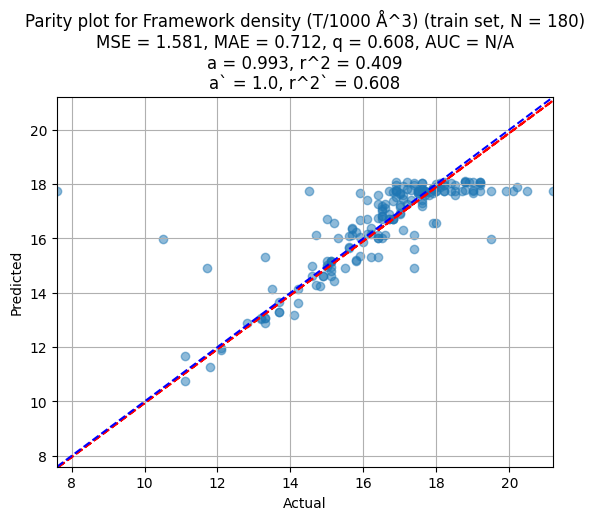 Parity plot for Framework density (T/1000 Å^3) (train set, N = 180)
MSE = 1.581, MAE = 0.712, q = 0.608, AUC = N/A
a = 0.993, r^2 = 0.409
a` = 1.0, r^2` = 0.608
20
18
16
14
12
10
8
Predicted
8 10 12 14 16 18 20
Actual